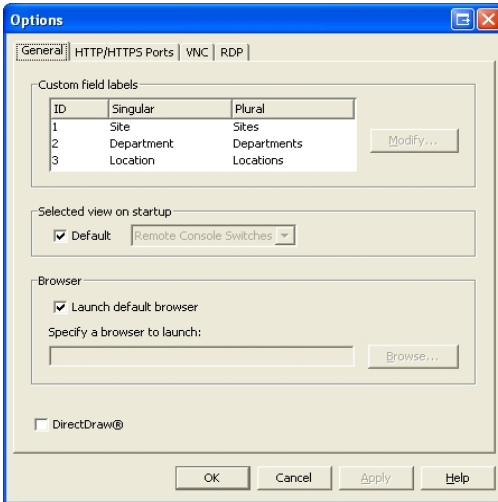 Options
General HTTP/HTTPS Ports VNC RDP
Custom field labels
ID Singular Plural
1 Site Sites
2 Department Departments
3 Location Locations
Modify...
Selected view on startup
Default Remote Console Switches
Browser
Launch default browser
Specify a browser to launch:
Browse...
DirectDraw®
OK Cancel Apply Help